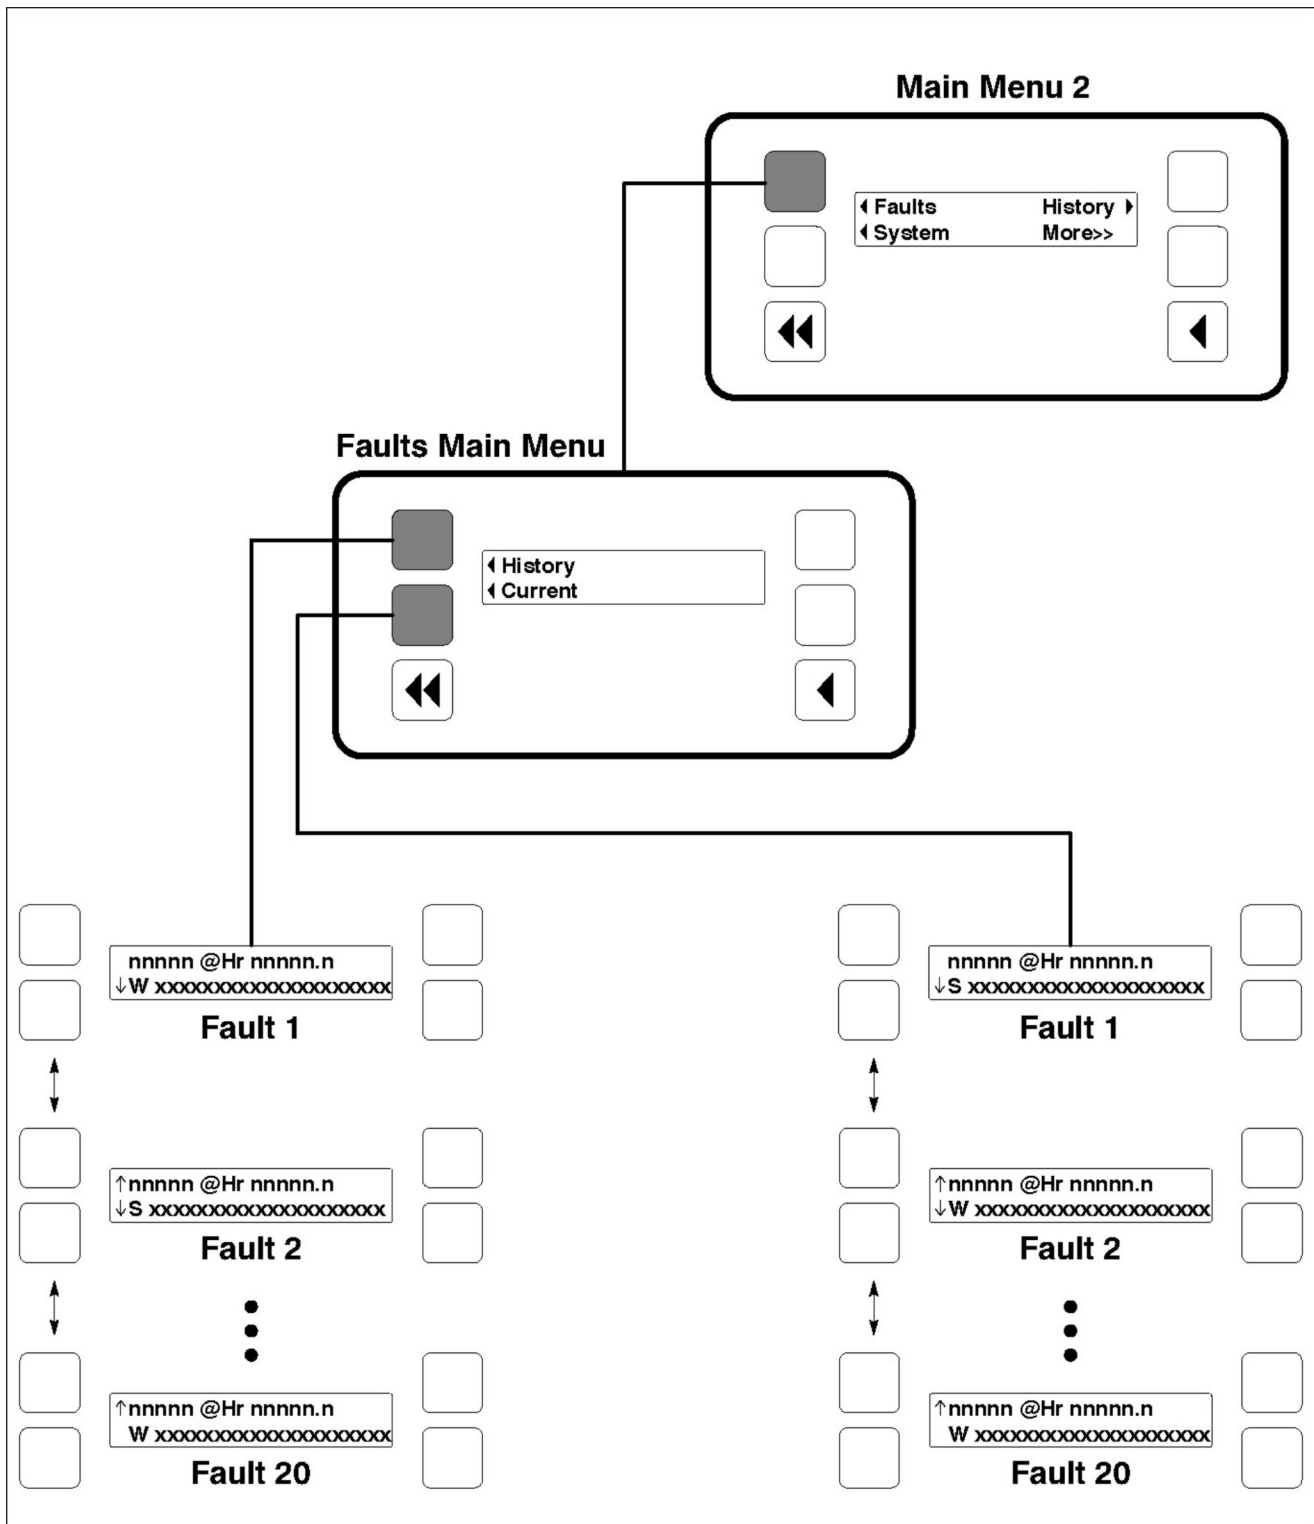 Main Menu 2
◀ Faults History ▶
◀ System More>>
Faults Main Menu
◀ History
◀ Current
nnnnn @Hr nnnnn.n
↓W xxxxxxxxxxxxxxxxxxxx
Fault 1
nnnnn @Hr nnnnn.n
↓S xxxxxxxxxxxxxxxxxxxx
Fault 1
↑nnnnn @Hr nnnnn.n
↓S xxxxxxxxxxxxxxxxxxxx
Fault 2
↑nnnnn @Hr nnnnn.n
↓W xxxxxxxxxxxxxxxxxxxx
Fault 2
↑nnnnn @Hr nnnnn.n
W xxxxxxxxxxxxxxxxxxxx
Fault 20
↑nnnnn @Hr nnnnn.n
W xxxxxxxxxxxxxxxxxxxx
Fault 20